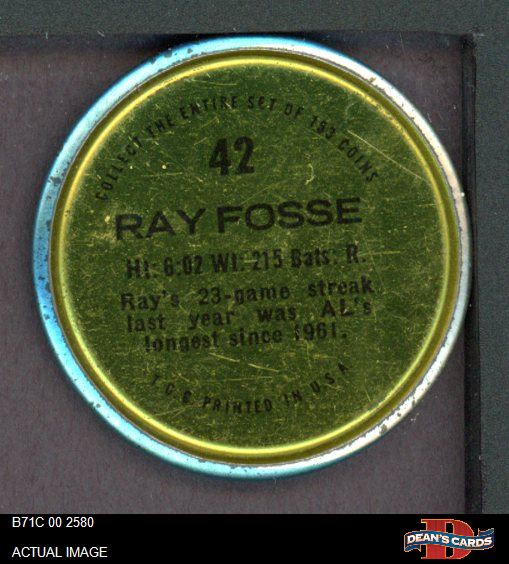 COLLECT THE ENTIRE SET OF 153 COINS
42
RAY FOSSE
Ht: 6:02 Wt. 215 Bats: R.
Ray's 23-game streak
last year was AL's
longest since 1961.
T.C.G PRINTED IN U.S.A.
B71C 00 2580
ACTUAL IMAGE
D
DEAN'S CARDS